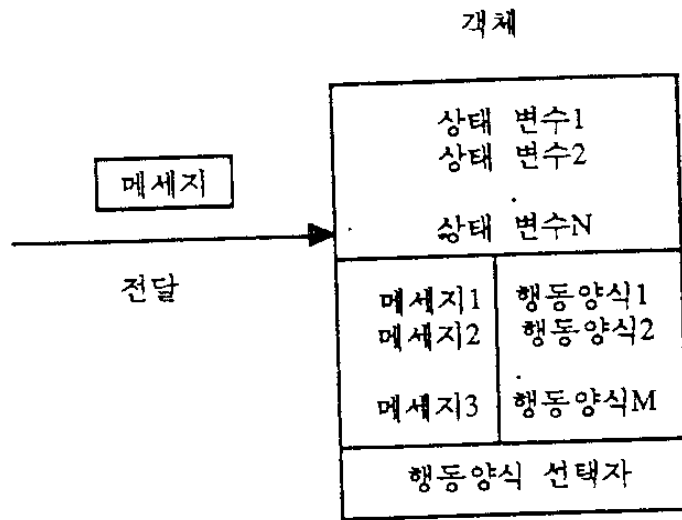 객체
상태 변수1
상태 변수2
메세지
상태 변수N
전달
메세지1 행동양식1
메세지2 행동양식2
메세지3 행동양식M
행동양식 선택자